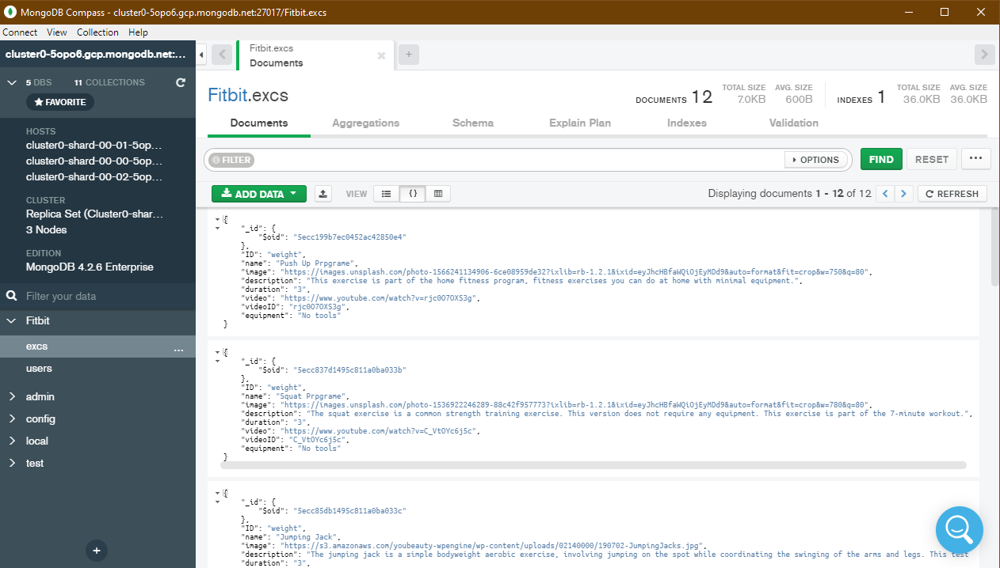 MongoDB Compass - cluster0-5opo6.gcp.mongodb.net:27017/Fitbit.excs
Connect View Collection Help
cluster0-5opo6.gcp.mongodb.net:...
5 DBS 11 COLLECTIONS
FAVORITE
HOSTS
cluster0-shard-00-01-5op...
cluster0-shard-00-00-5op...
cluster0-shard-00-02-5op...
CLUSTER
Replica Set (Cluster0-shar...
3 Nodes
EDITION
MongoDB 4.2.6 Enterprise
Filter your data
Fitbit
excs ...
users
admin
config
local
test
+
Fitbit.excs
Documents
+
Fitbit.excs
DOCUMENTS 12 TOTAL SIZE 7.0KB AVG. SIZE 600B INDEXES 1 TOTAL SIZE 36.0KB AVG. SIZE 36.0KB
Documents Aggregations Schema Explain Plan Indexes Validation
FILTER OPTIONS FIND RESET ...
ADD DATA VIEW {} Displaying documents 1 - 12 of 12 < > REFRESH
{
"_id": {
"$oid": "5ecc199b7ec0452ac42850e4"
},
"ID": "weight",
"name": "Push Up Prpgrame",
"image": "https://images.unsplash.com/photo-1566241134906-6ce08959de32?ixlib=rb-1.2.1&ixid=eyJhcHBfaWQiOjEyMDd9&auto=format&fit=crop&w=750&q=80",
"description": "This exercise is part of the home fitness program, fitness exercises you can do at home with minimal equipment.",
"duration": "3",
"video": "https://www.youtube.com/watch?v=rjc0O7OXS3g",
"videoID": "rjc0O7OXS3g",
"equipment": "No tools"
}
{
"_id": {
"$oid": "5ecc837d1495c811a0ba033b"
},
"ID": "weight",
"name": "Squat Prpgrame",
"image": "https://images.unsplash.com/photo-1536922246289-88c42f957773?ixlib=rb-1.2.1&ixid=eyJhcHBfaWQiOjEyMDd9&auto=format&fit=crop&w=780&q=80",
"description": "The squat exercise is a common strength training exercise. This version does not require any equipment. This exercise is part of the 7-minute workout.",
"duration": "3",
"video": "https://www.youtube.com/watch?v=C_VtOYc6j5c",
"videoID": "C_VtOYc6j5c",
"equipment": "No tools"
}
{
"_id": {
"$oid": "5ecc85db1495c811a0ba033c"
},
"ID": "weight",
"name": "Jumping Jack",
"image": "https://s3.amazonaws.com/youbeauty-wpengine/wp-content/uploads/02140000/190702-JumpingJacks.jpg",
"description": "The jumping jack is a simple bodyweight aerobic exercise, involving jumping on the spot while coordinating the swinging of the arms and legs. This test
"duration": "3",